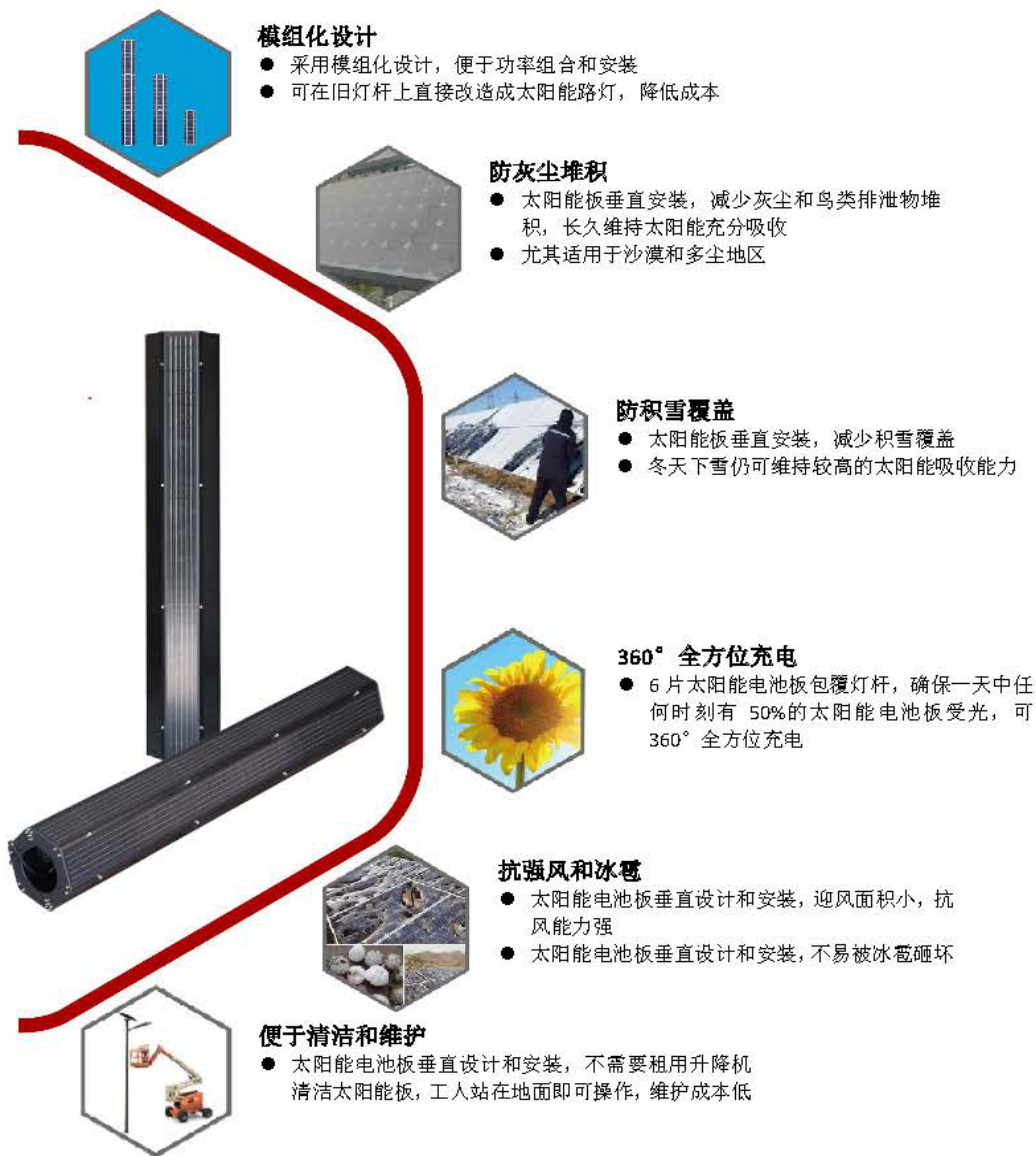 模组化设计
● 采用模组化设计，便于功率组合和安装
● 可在旧灯杆上直接改造成太阳能路灯，降低成本
防灰尘堆积
● 太阳能板垂直安装，减少灰尘和鸟类排泄物堆
积，长久维持太阳能充分吸收
● 尤其适用于沙漠和多尘地区
防积雪覆盖
● 太阳能板垂直安装，减少积雪覆盖
● 冬天下雪仍可维持较高的太阳能吸收能力
360° 全方位充电
● 6 片太阳能电池板包覆灯杆，确保一天中任
何时刻有 50%的太阳能电池板受光，可
360° 全方位充电
抗强风和冰雹
● 太阳能电池板垂直设计和安装，迎风面积小，抗
风能力强
● 太阳能电池板垂直设计和安装，不易被冰雹砸坏
便于清洁和维护
● 太阳能电池板垂直设计和安装，不需要租用升降机
清洁太阳能板，工人站在地面即可操作，维护成本低